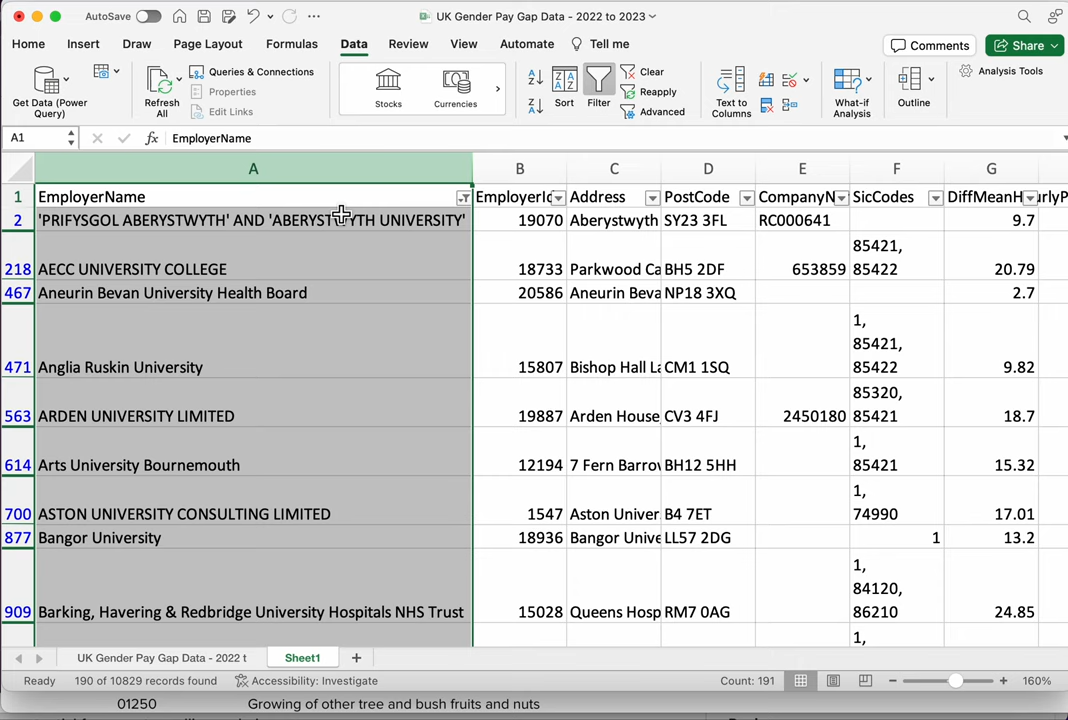 AutoSave
UK Gender Pay Gap Data - 2022 to 2023
Home Insert Draw Page Layout Formulas Data Review View Automate Tell me
Comments Share
Get Data (Power Query)
Refresh All
Queries & Connections
Properties
Edit Links
Stocks Currencies
Sort Filter
Clear
Reapply
Advanced
Text to Columns
What-if Analysis
Outline
Analysis Tools
A1 fx EmployerName
A B C D E F G
1 EmployerName EmployerId Address PostCode CompanyN SicCodes DiffMeanHourlyP
2 'PRIFYSGOL ABERYSTWYTH' AND 'ABERYSTWYTH UNIVERSITY' 19070 Aberystwyth SY23 3FL RC000641 9.7
85421,
218 AECC UNIVERSITY COLLEGE 18733 Parkwood Ca BH5 2DF 653859 85422 20.79
467 Aneurin Bevan University Health Board 20586 Aneurin Beva NP18 3XQ 2.7
1,
85421,
471 Anglia Ruskin University 15807 Bishop Hall La CM1 1SQ 85422 9.82
85320,
563 ARDEN UNIVERSITY LIMITED 19887 Arden House, CV3 4FJ 2450180 85421 18.7
1,
614 Arts University Bournemouth 12194 7 Fern Barrow BH12 5HH 85421 15.32
1,
700 ASTON UNIVERSITY CONSULTING LIMITED 1547 Aston Univer B4 7ET 74990 17.01
877 Bangor University 18936 Bangor Unive LL57 2DG 1 13.2
1,
84120,
909 Barking, Havering & Redbridge University Hospitals NHS Trust 15028 Queens Hosp RM7 0AG 86210 24.85
1,
UK Gender Pay Gap Data - 2022 t Sheet1
Ready 190 of 10829 records found Accessibility: Investigate Count: 191 160%
01250 Growing of other tree and bush fruits and nuts